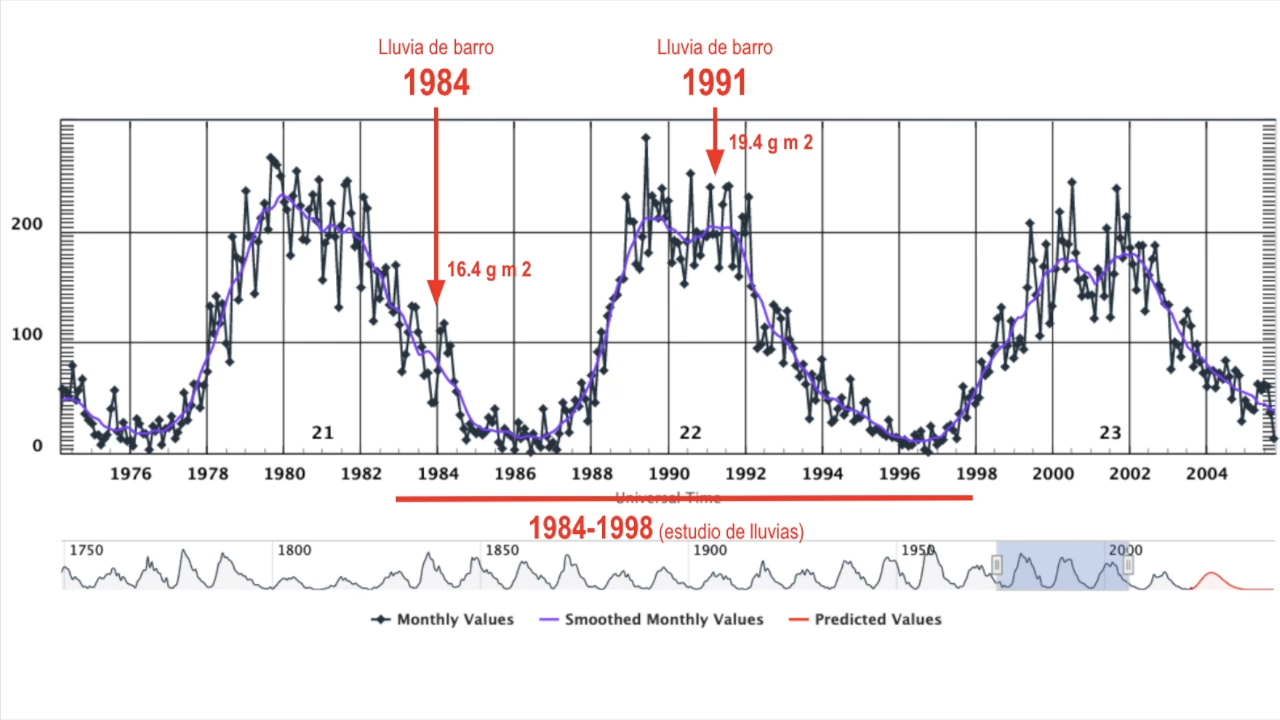 Lluvia de barro
1984
Lluvia de barro
1991
19.4 g m 2
16.4 g m 2
200
100
0
21
22
23
1976 1978 1980 1982 1984 1986 1988 1990 1992 1994 1996 1998 2000 2002 2004
Universal Time
1984-1998 (estudio de lluvias)
1750 1800 1850 1900 1950 2000
Monthly Values Smoothed Monthly Values Predicted Values